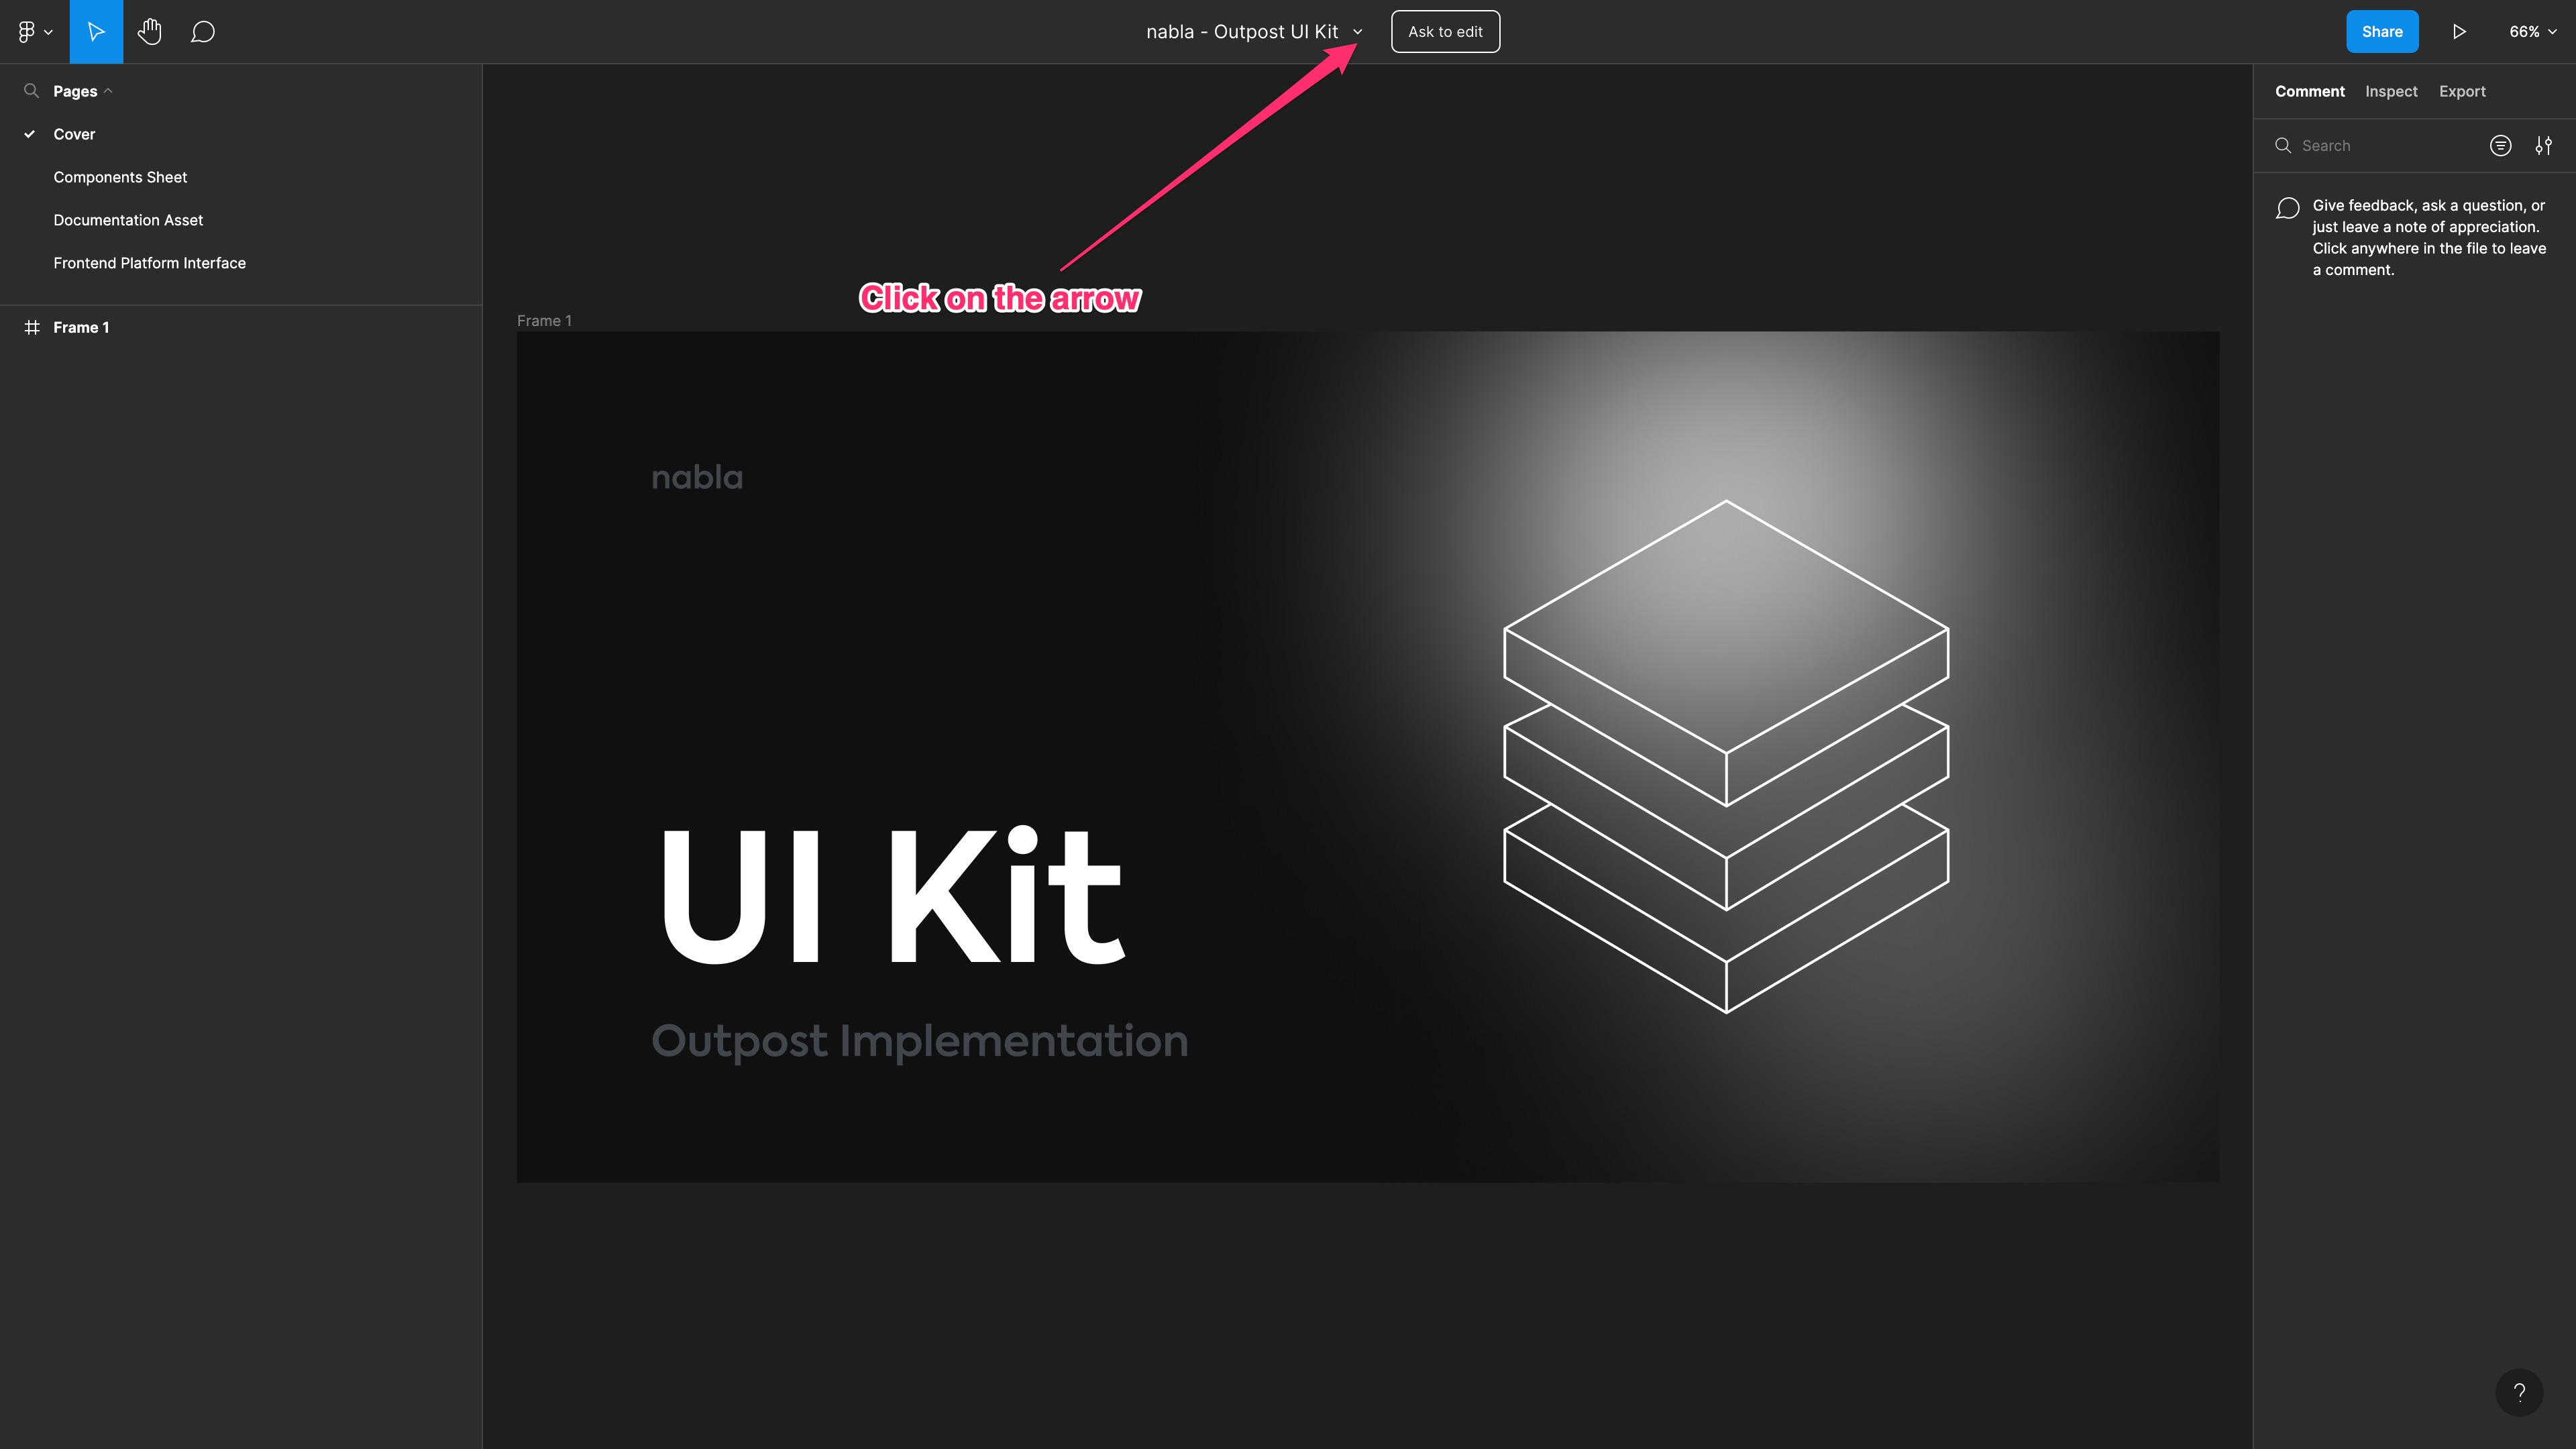 nabla - Outpost UI Kit
Ask to edit
Share
66%
Pages
Cover
Components Sheet
Documentation Asset
Frontend Platform Interface
Frame 1
Click on the arrow
Frame 1
nabla
UI Kit
Outpost Implementation
Comment Inspect Export
Search
Give feedback, ask a question, or
just leave a note of appreciation.
Click anywhere in the file to leave
a comment.
?